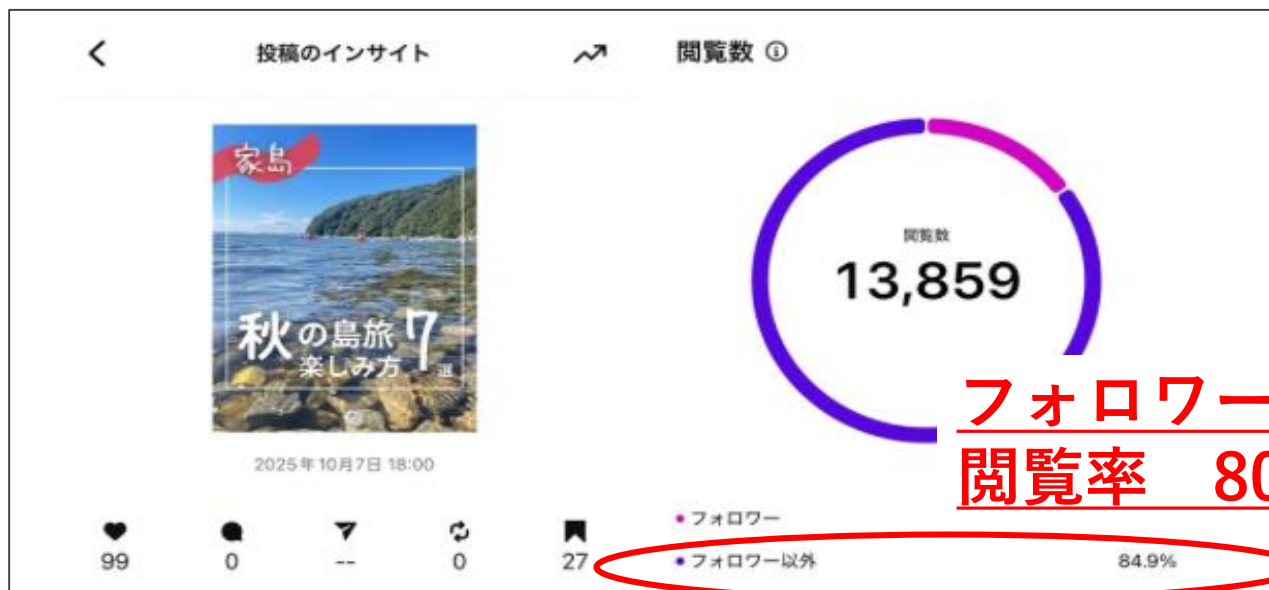 投稿のインサイト
家島
秋の島旅7選
楽しみ方
2025年10月7日 18:00
99
0
--
0
27
閲覧数
閲覧数
13,859
フォロワー
閲覧率 80
フォロワー
フォロワー以外 84.9%